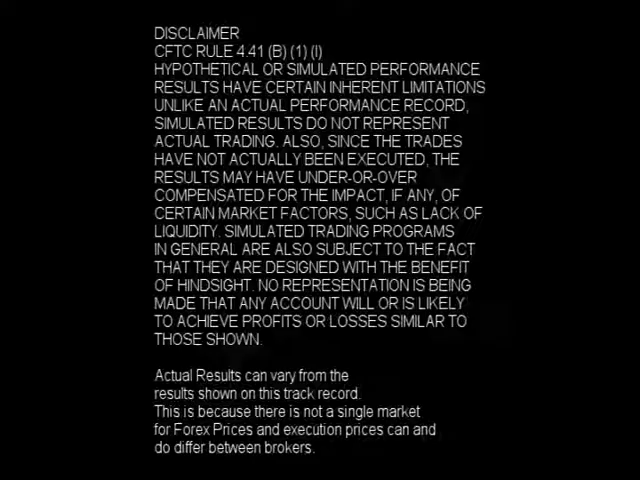 DISCLAIMER
CFTC RULE 4.41 (B) (1) (I)
HYPOTHETICAL OR SIMULATED PERFORMANCE
RESULTS HAVE CERTAIN INHERENT LIMITATIONS
UNLIKE AN ACTUAL PERFORMANCE RECORD,
SIMULATED RESULTS DO NOT REPRESENT
ACTUAL TRADING. ALSO, SINCE THE TRADES
HAVE NOT ACTUALLY BEEN EXECUTED, THE
RESULTS MAY HAVE UNDER-OR-OVER
COMPENSATED FOR THE IMPACT, IF ANY, OF
CERTAIN MARKET FACTORS, SUCH AS LACK OF
LIQUIDITY. SIMULATED TRADING PROGRAMS
IN GENERAL ARE ALSO SUBJECT TO THE FACT
THAT THEY ARE DESIGNED WITH THE BENEFIT
OF HINDSIGHT. NO REPRESENTATION IS BEING
MADE THAT ANY ACCOUNT WILL OR IS LIKELY
TO ACHIEVE PROFITS OR LOSSES SIMILAR TO
THOSE SHOWN.
Actual Results can vary from the
results shown on this track record.
This is because there is not a single market
for Forex Prices and execution prices can and
do differ between brokers.